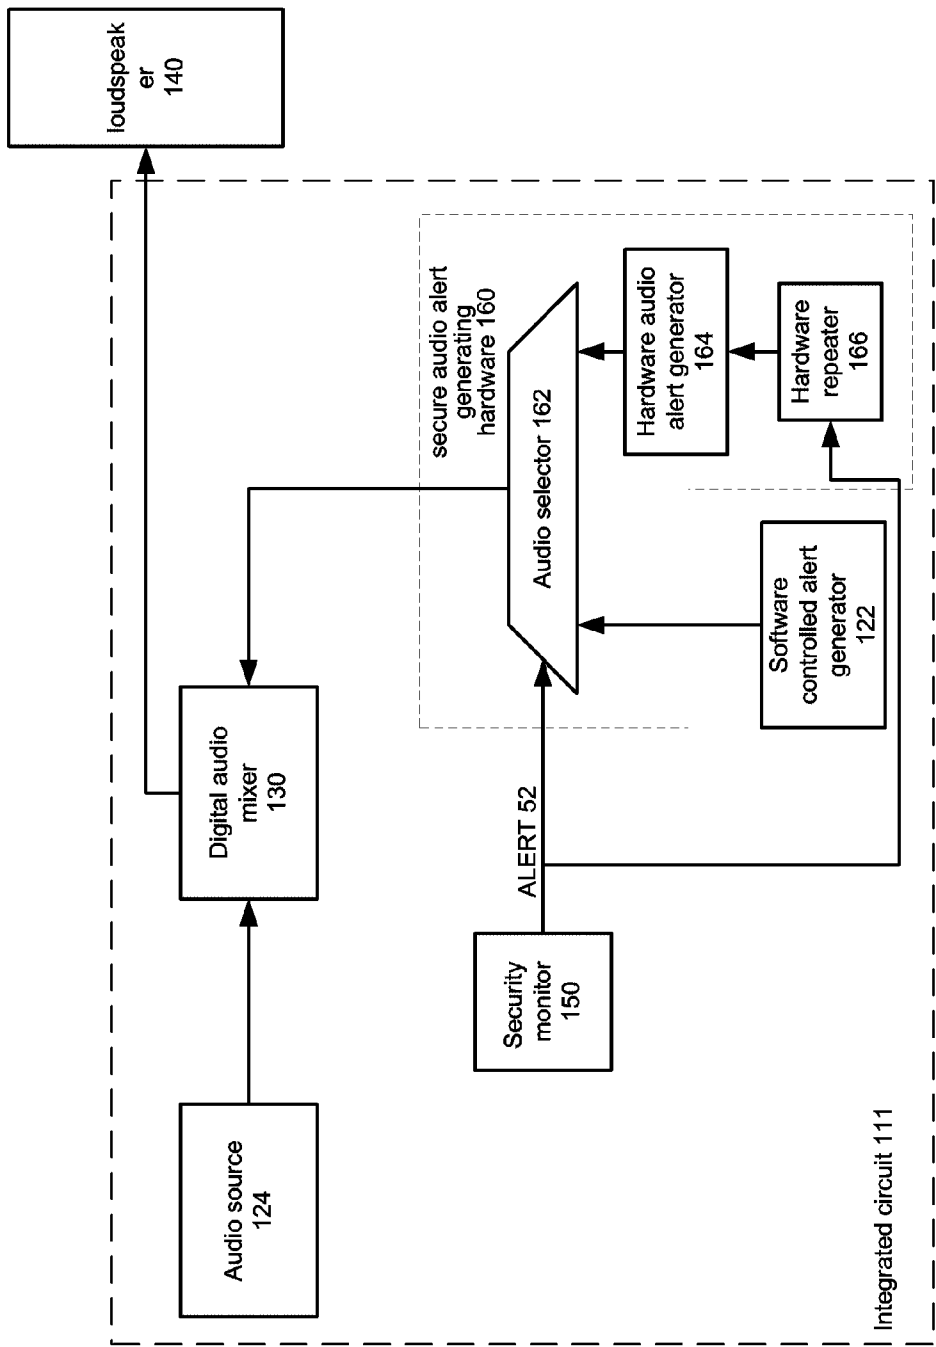 loudspeak
er
140
secure audio alert
generating
hardware 160
Audio selector 162
Hardware audio
alert generator
164
Hardware
repeater
166
Digital audio
mixer
130
ALERT 52
Software
controlled alert
generator
122
Audio source
124
Security
monitor
150
Integrated circuit 111